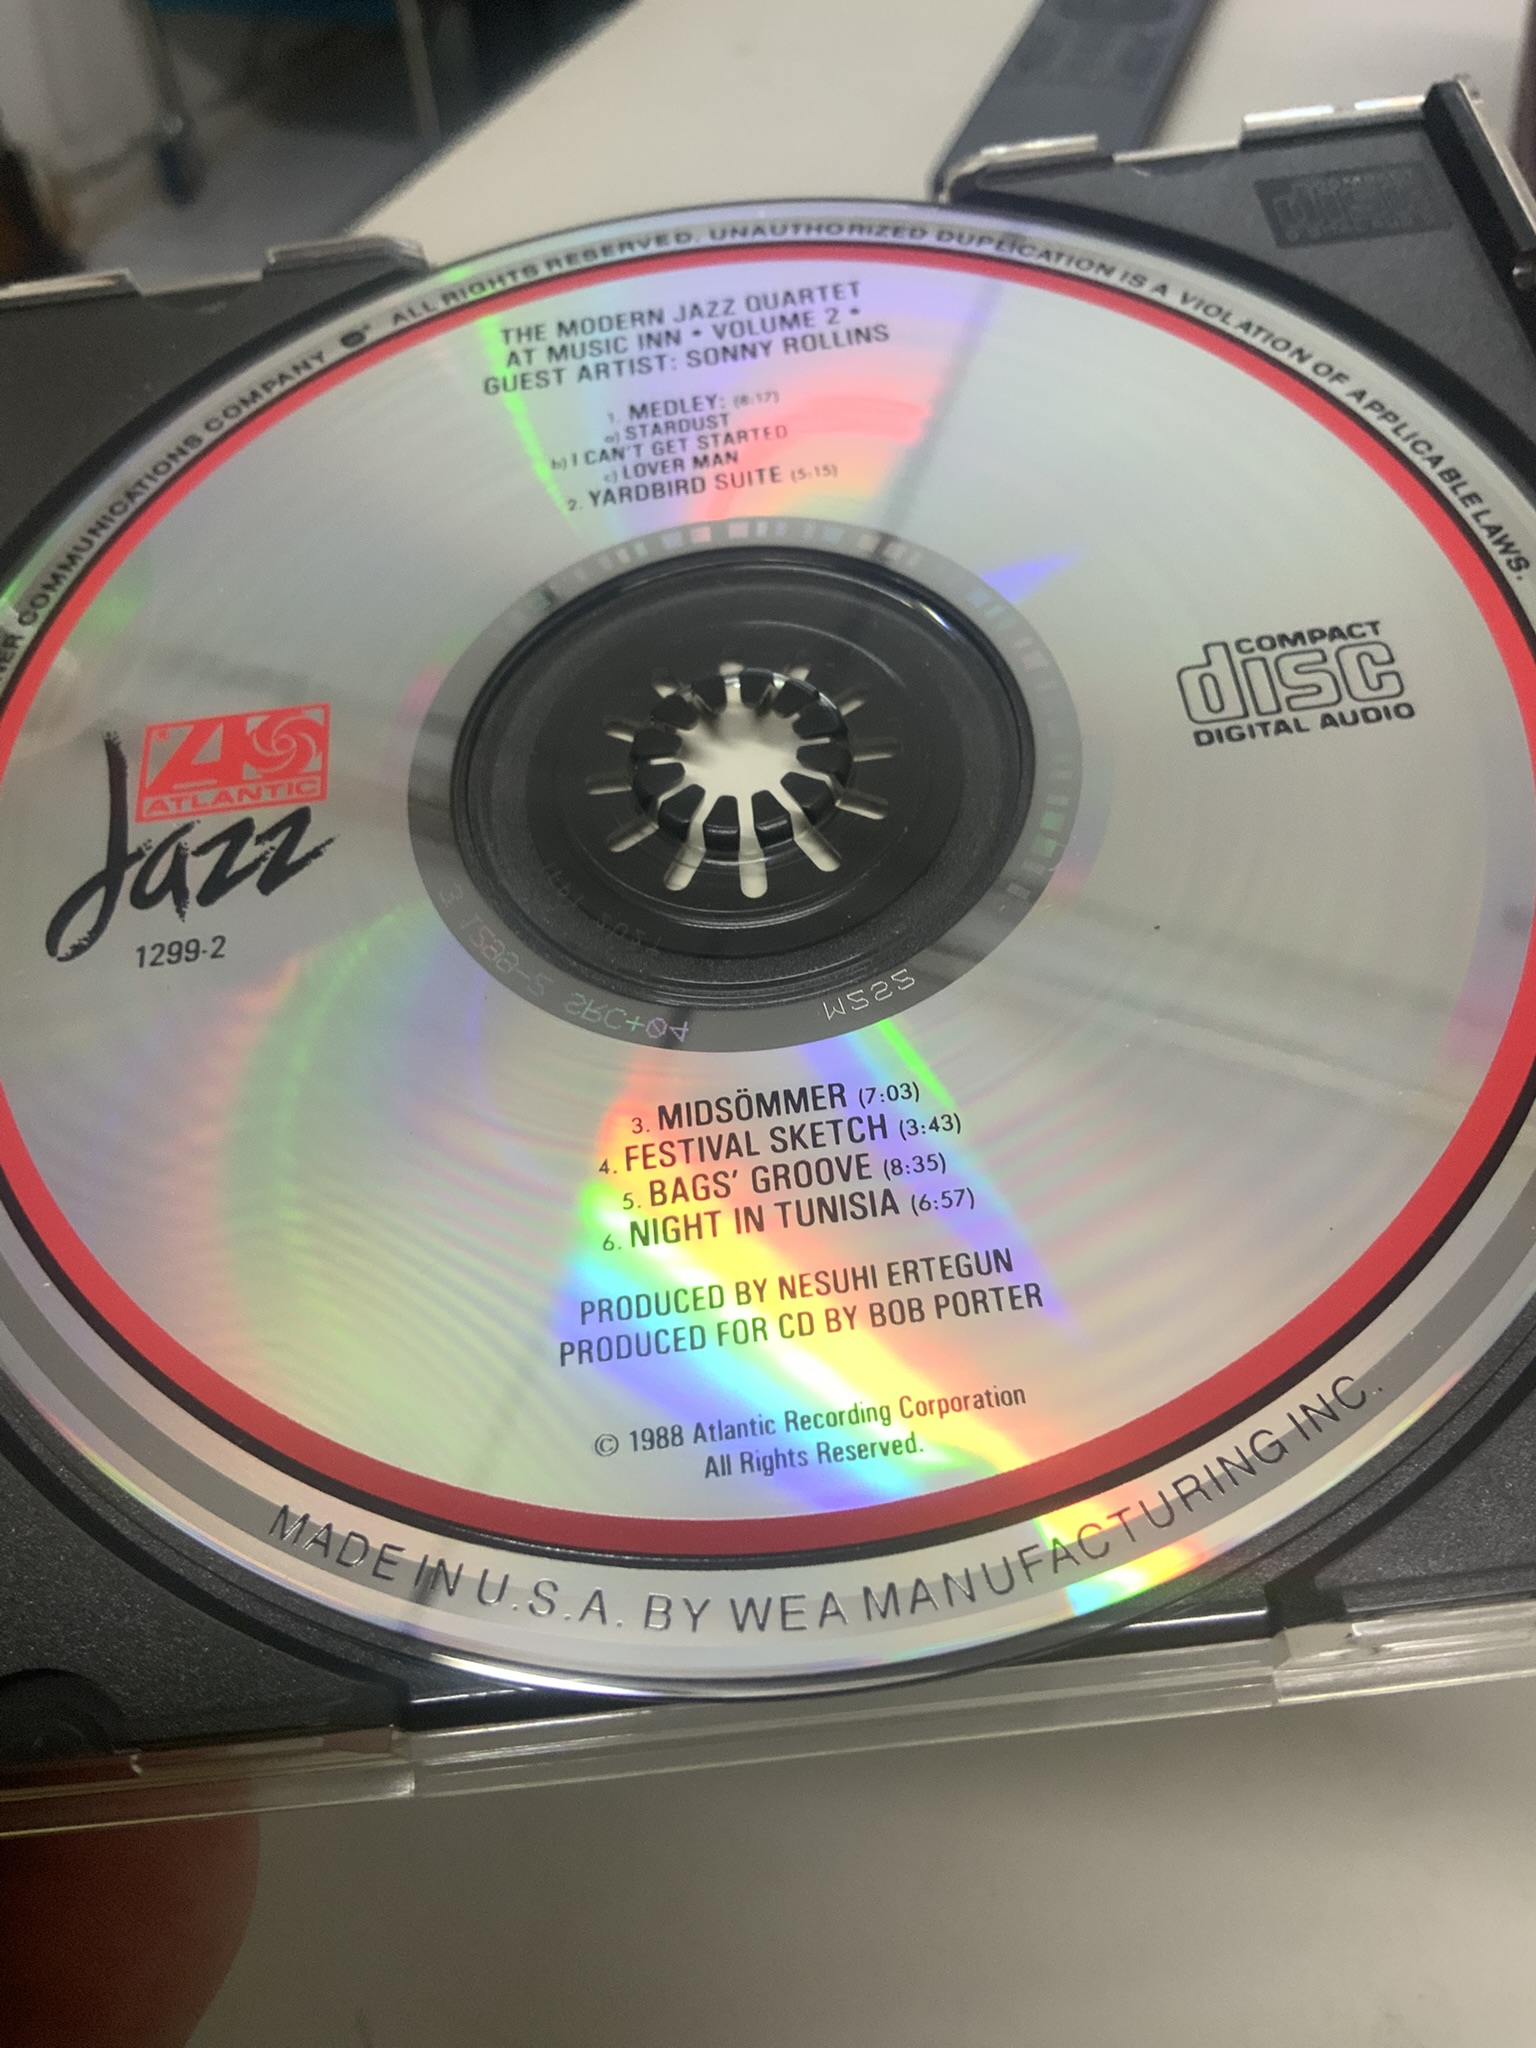 COMMUNICATIONS COMPANY ALL RIGHTS RESERVED. UNAUTHORIZED DUPLICATION IS A VIOLATION OF APPLICABLE LAWS.
THE MODERN JAZZ QUARTET
AT MUSIC INN • VOLUME 2 •
GUEST ARTIST: SONNY ROLLINS
1. MEDLEY: (8:17)
a) STARDUST
b) I CAN'T GET STARTED
c) LOVER MAN
2. YARDBIRD SUITE (5:15)
ATLANTIC
Jazz
1299-2
COMPACT
disc
DIGITAL AUDIO
3. MIDSÖMMER (7:03)
4. FESTIVAL SKETCH (3:43)
5. BAGS' GROOVE (8:35)
6. NIGHT IN TUNISIA (6:57)
PRODUCED BY NESUHI ERTEGUN
PRODUCED FOR CD BY BOB PORTER
© 1988 Atlantic Recording Corporation
All Rights Reserved.
MADE IN U.S.A. BY WEA MANUFACTURING INC.